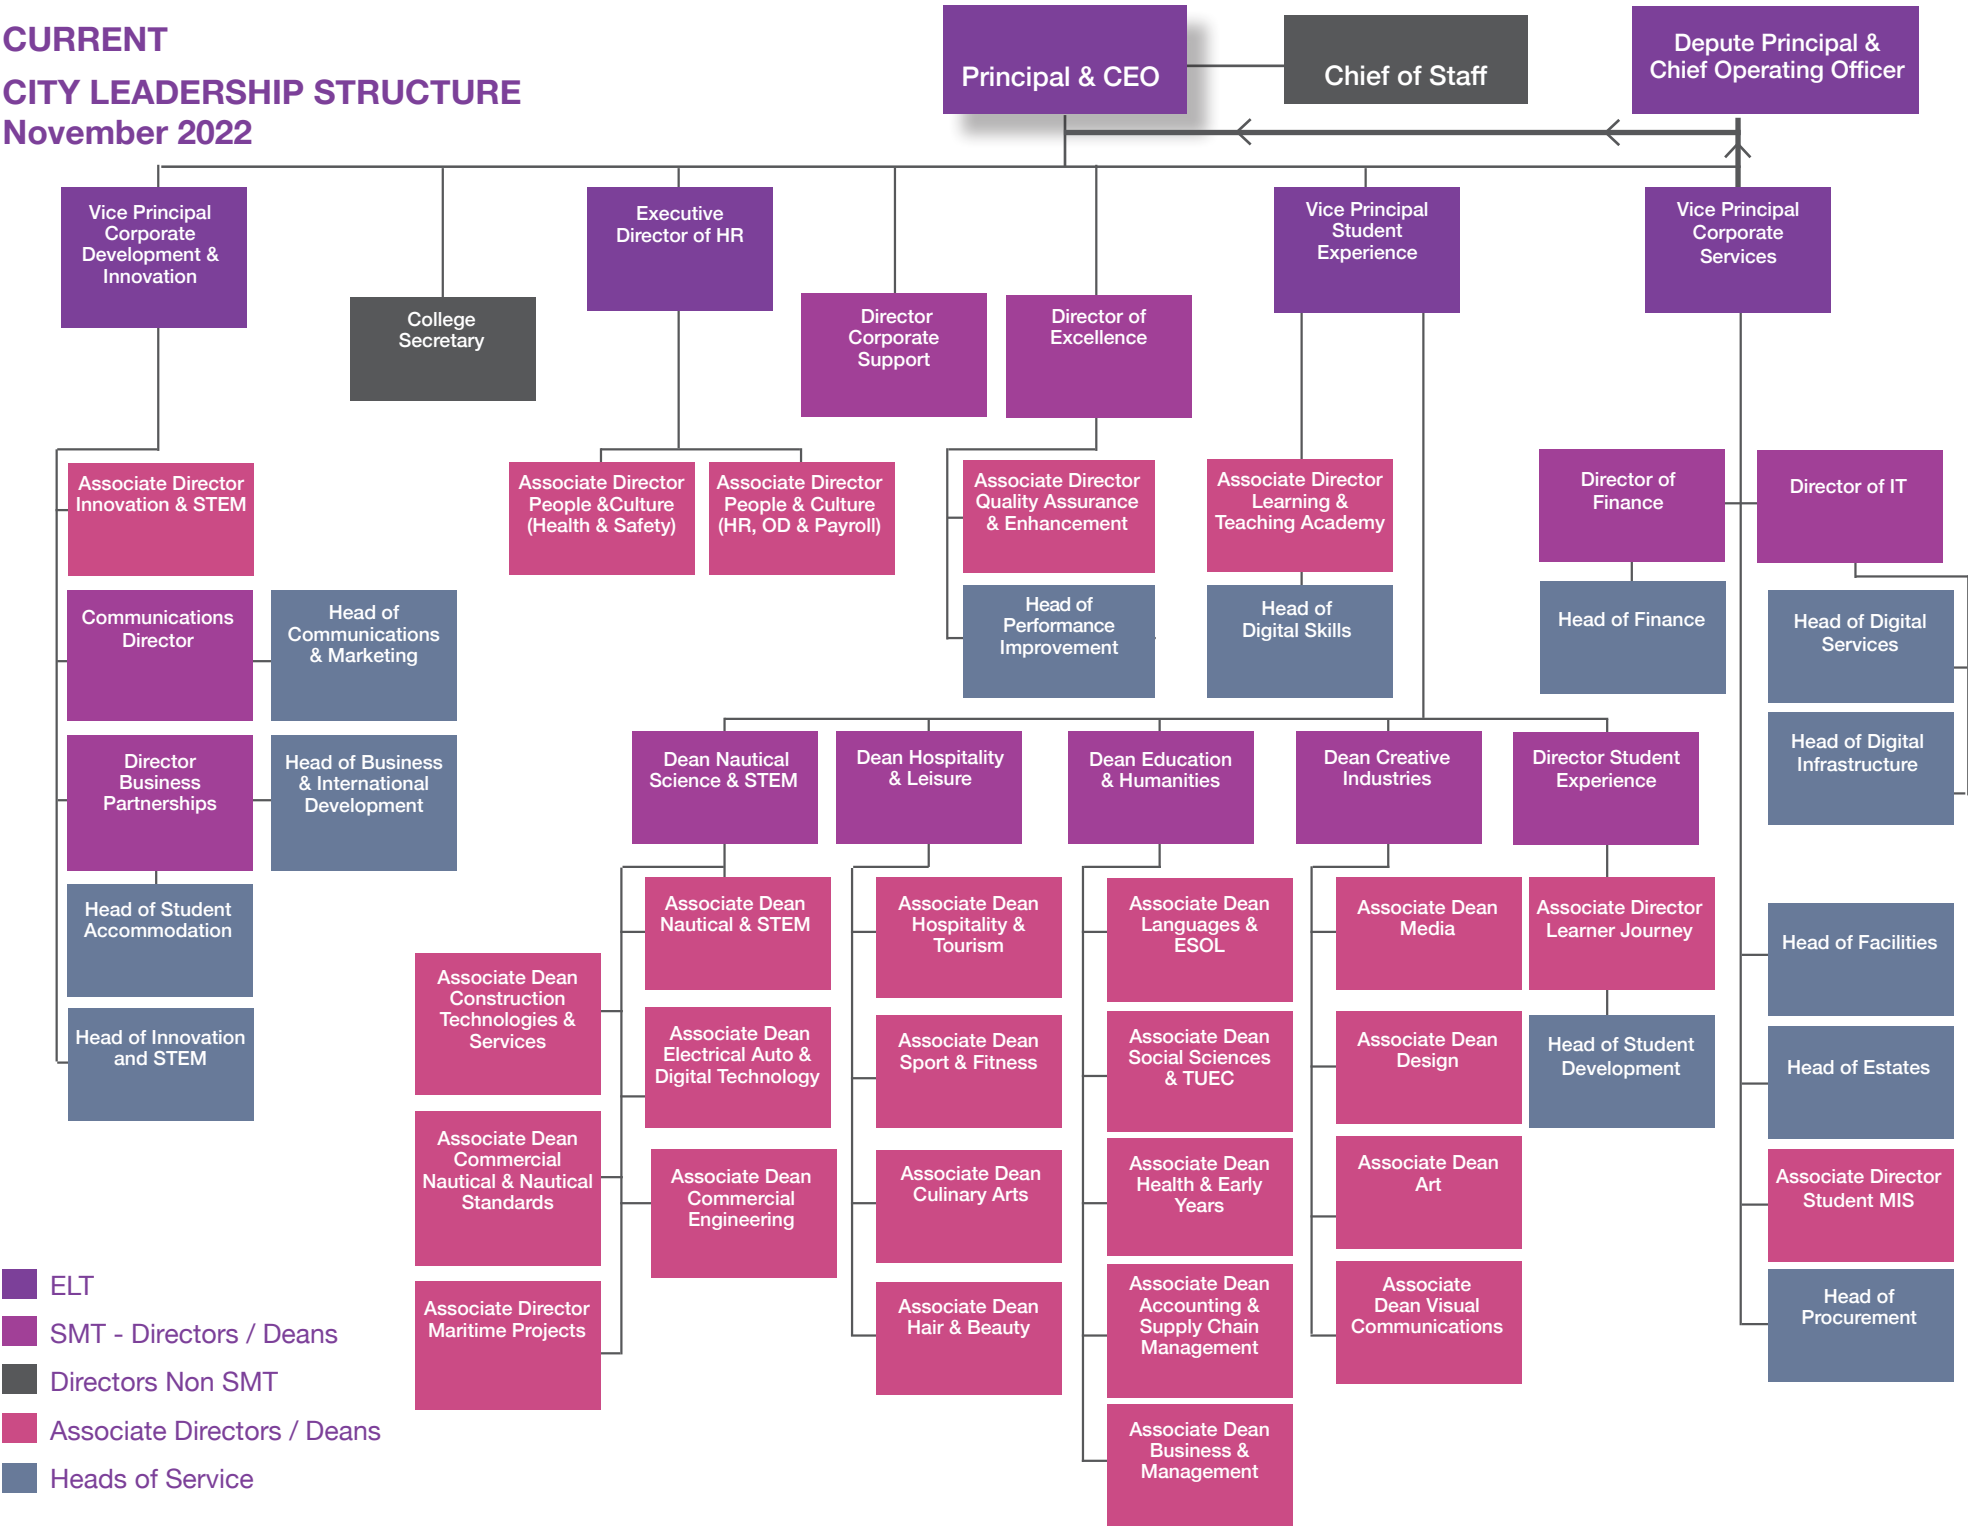 CURRENT
CITY LEADERSHIP STRUCTURE
November 2022
Principal & CEO
Chief of Staff
Depute Principal &
Chief Operating Officer
Vice Principal
Corporate
Development &
Innovation
College
Secretary
Executive
Director of HR
Director
Corporate
Support
Director of
Excellence
Vice Principal
Student
Experience
Vice Principal
Corporate
Services
Associate Director
Innovation & STEM
Communications
Director
Head of
Communications
& Marketing
Director
Business
Partnerships
Head of Business
& International
Development
Head of Student
Accommodation
Head of Innovation
and STEM
Associate Director
People &Culture
(Health & Safety)
Associate Director
People & Culture
(HR, OD & Payroll)
Associate Director
Quality Assurance
& Enhancement
Head of
Performance
Improvement
Associate Director
Learning &
Teaching Academy
Head of
Digital Skills
Director of
Finance
Director of IT
Head of Finance
Head of Digital
Services
Head of Digital
Infrastructure
Dean Nautical
Science & STEM
Dean Hospitality
& Leisure
Dean Education
& Humanities
Dean Creative
Industries
Director Student
Experience
Associate Dean
Nautical & STEM
Associate Dean
Construction
Technologies &
Services
Associate Dean
Electrical Auto &
Digital Technology
Associate Dean
Commercial
Nautical & Nautical
Standards
Associate Dean
Commercial
Engineering
Associate Director
Maritime Projects
Associate Dean
Hospitality &
Tourism
Associate Dean
Sport & Fitness
Associate Dean
Culinary Arts
Associate Dean
Hair & Beauty
Associate Dean
Languages &
ESOL
Associate Dean
Social Sciences
& TUEC
Associate Dean
Health & Early
Years
Associate Dean
Accounting &
Supply Chain
Management
Associate Dean
Business &
Management
Associate Dean
Media
Associate Dean
Design
Associate Dean
Art
Associate
Dean Visual
Communications
Associate Director
Learner Journey
Head of Student
Development
Head of Facilities
Head of Estates
Associate Director
Student MIS
Head of
Procurement
ELT
SMT - Directors / Deans
Directors Non SMT
Associate Directors / Deans
Heads of Service